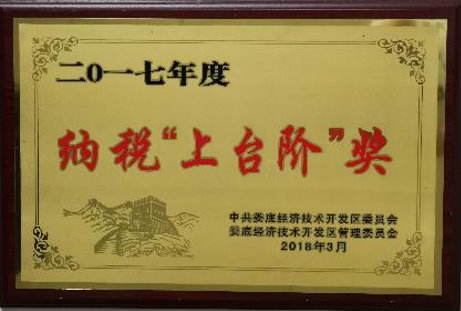 二0一七年度
纳税“上台阶”奖
中共娄底经济技术开发区委员会
娄底经济技术开发区管理委员会
2018年3月